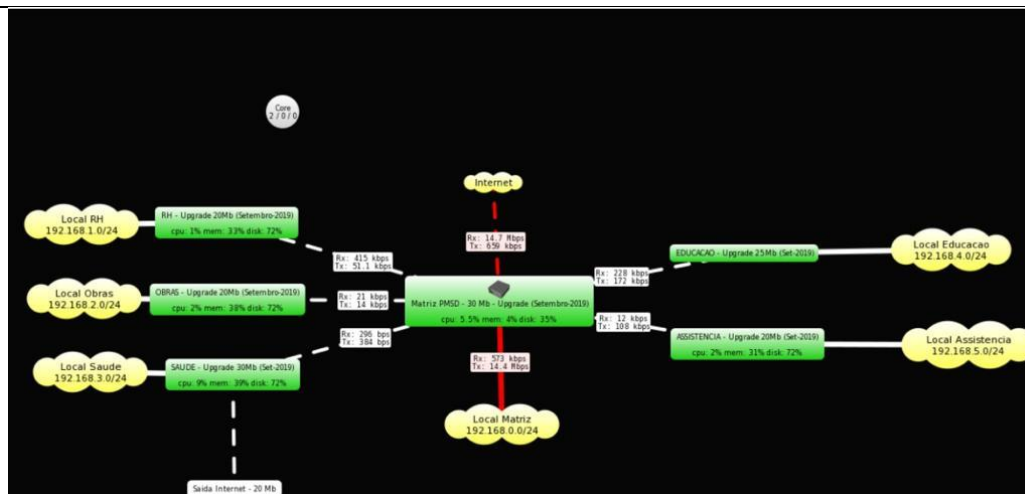 Core
2 / 0 / 0
Internet
Rx: 14.7 Mbps
Tx: 659 kbps
Local RH
192.168.1.0/24
RH - Upgrade 20Mb (Setembro-2019)
cpu: 1% mem: 33% disk: 72%
Rx: 415 kbps
Tx: 51.1 kbps
Local Obras
192.168.2.0/24
OBRAS - Upgrade 20Mb (Setembro-2019)
cpu: 2% mem: 38% disk: 72%
Rx: 21 kbps
Tx: 14 kbps
Local Saude
192.168.3.0/24
SAUDE - Upgrade 30Mb (Set-2019)
cpu: 9% mem: 39% disk: 72%
Rx: 296 bps
Tx: 384 bps
Saida Internet - 20 Mb
Matriz PMSD - 30 Mb - Upgrade (Setembro-2019)
cpu: 5.5% mem: 4% disk: 35%
Rx: 573 kbps
Tx: 14.4 Mbps
Local Matriz
192.168.0.0/24
Rx: 228 kbps
Tx: 172 kbps
EDUCACAO - Upgrade 25Mb (Set-2019)
Local Educacao
192.168.4.0/24
Rx: 12 kbps
Tx: 108 kbps
ASSISTENCIA - Upgrade 20Mb (Set-2019)
cpu: 2% mem: 31% disk: 72%
Local Assistencia
192.168.5.0/24